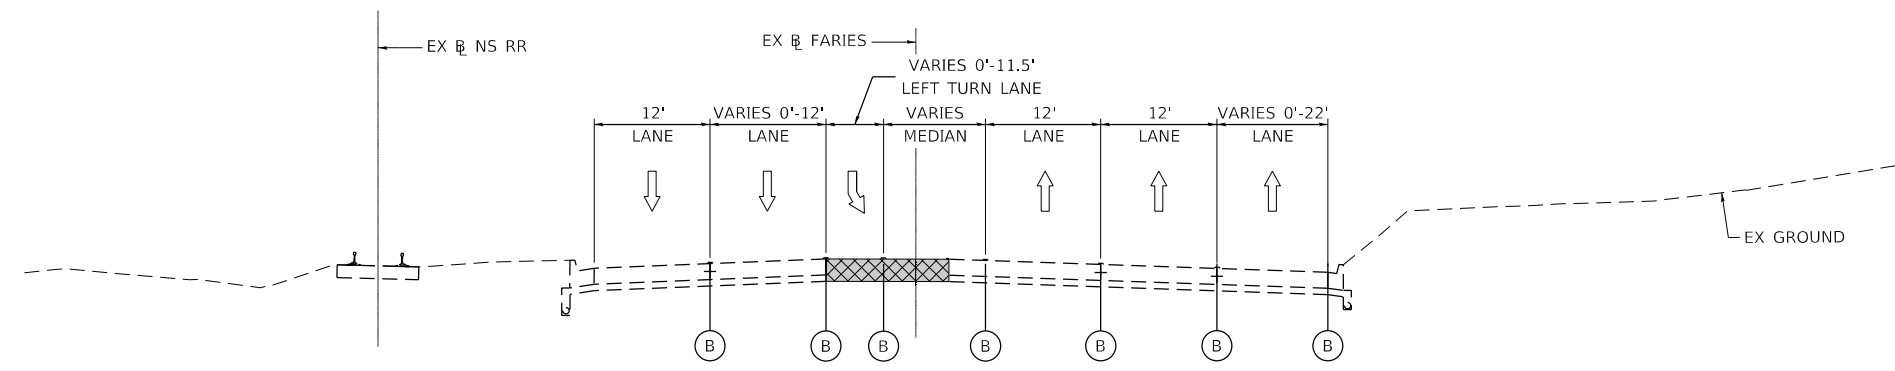 EX ⅊ NS RR
EX ⅊ FARIES
VARIES 0'-11.5'
LEFT TURN LANE
12'
LANE
VARIES 0'-12'
LANE
VARIES
MEDIAN
12'
LANE
12'
LANE
VARIES 0'-22'
LANE
EX GROUND
B
B
B
B
B
B
B